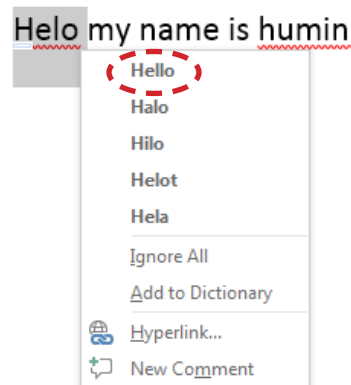 Helo my name is humin
Hello
Halo
Hilo
Helot
Hela
Ignore All
Add to Dictionary
Hyperlink...
New Comment